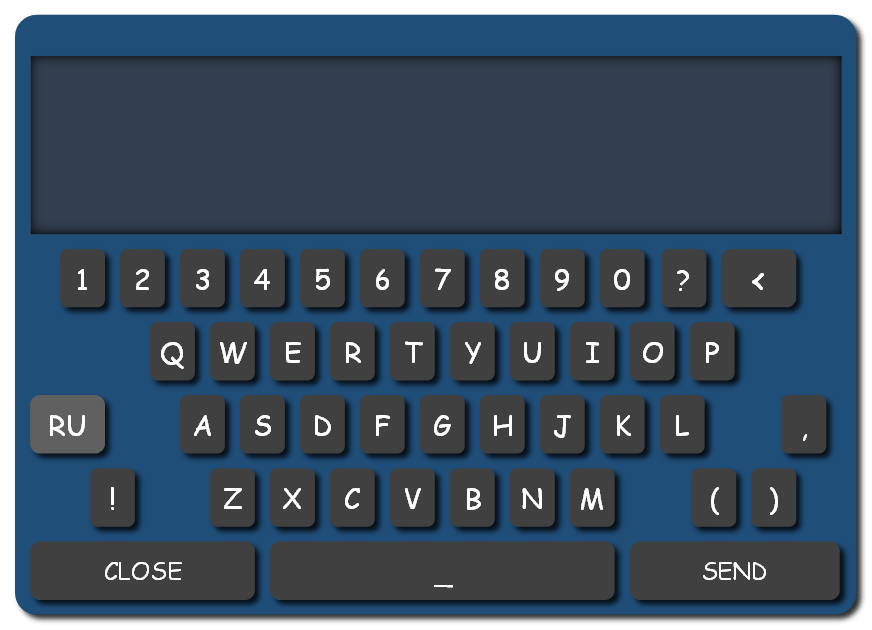 1 2 3 4 5 6 7 8 9 0 ? <
Q W E R T Y U I O P
RU A S D F G H J K L ,
! Z X C V B N M ( )
CLOSE _ SEND